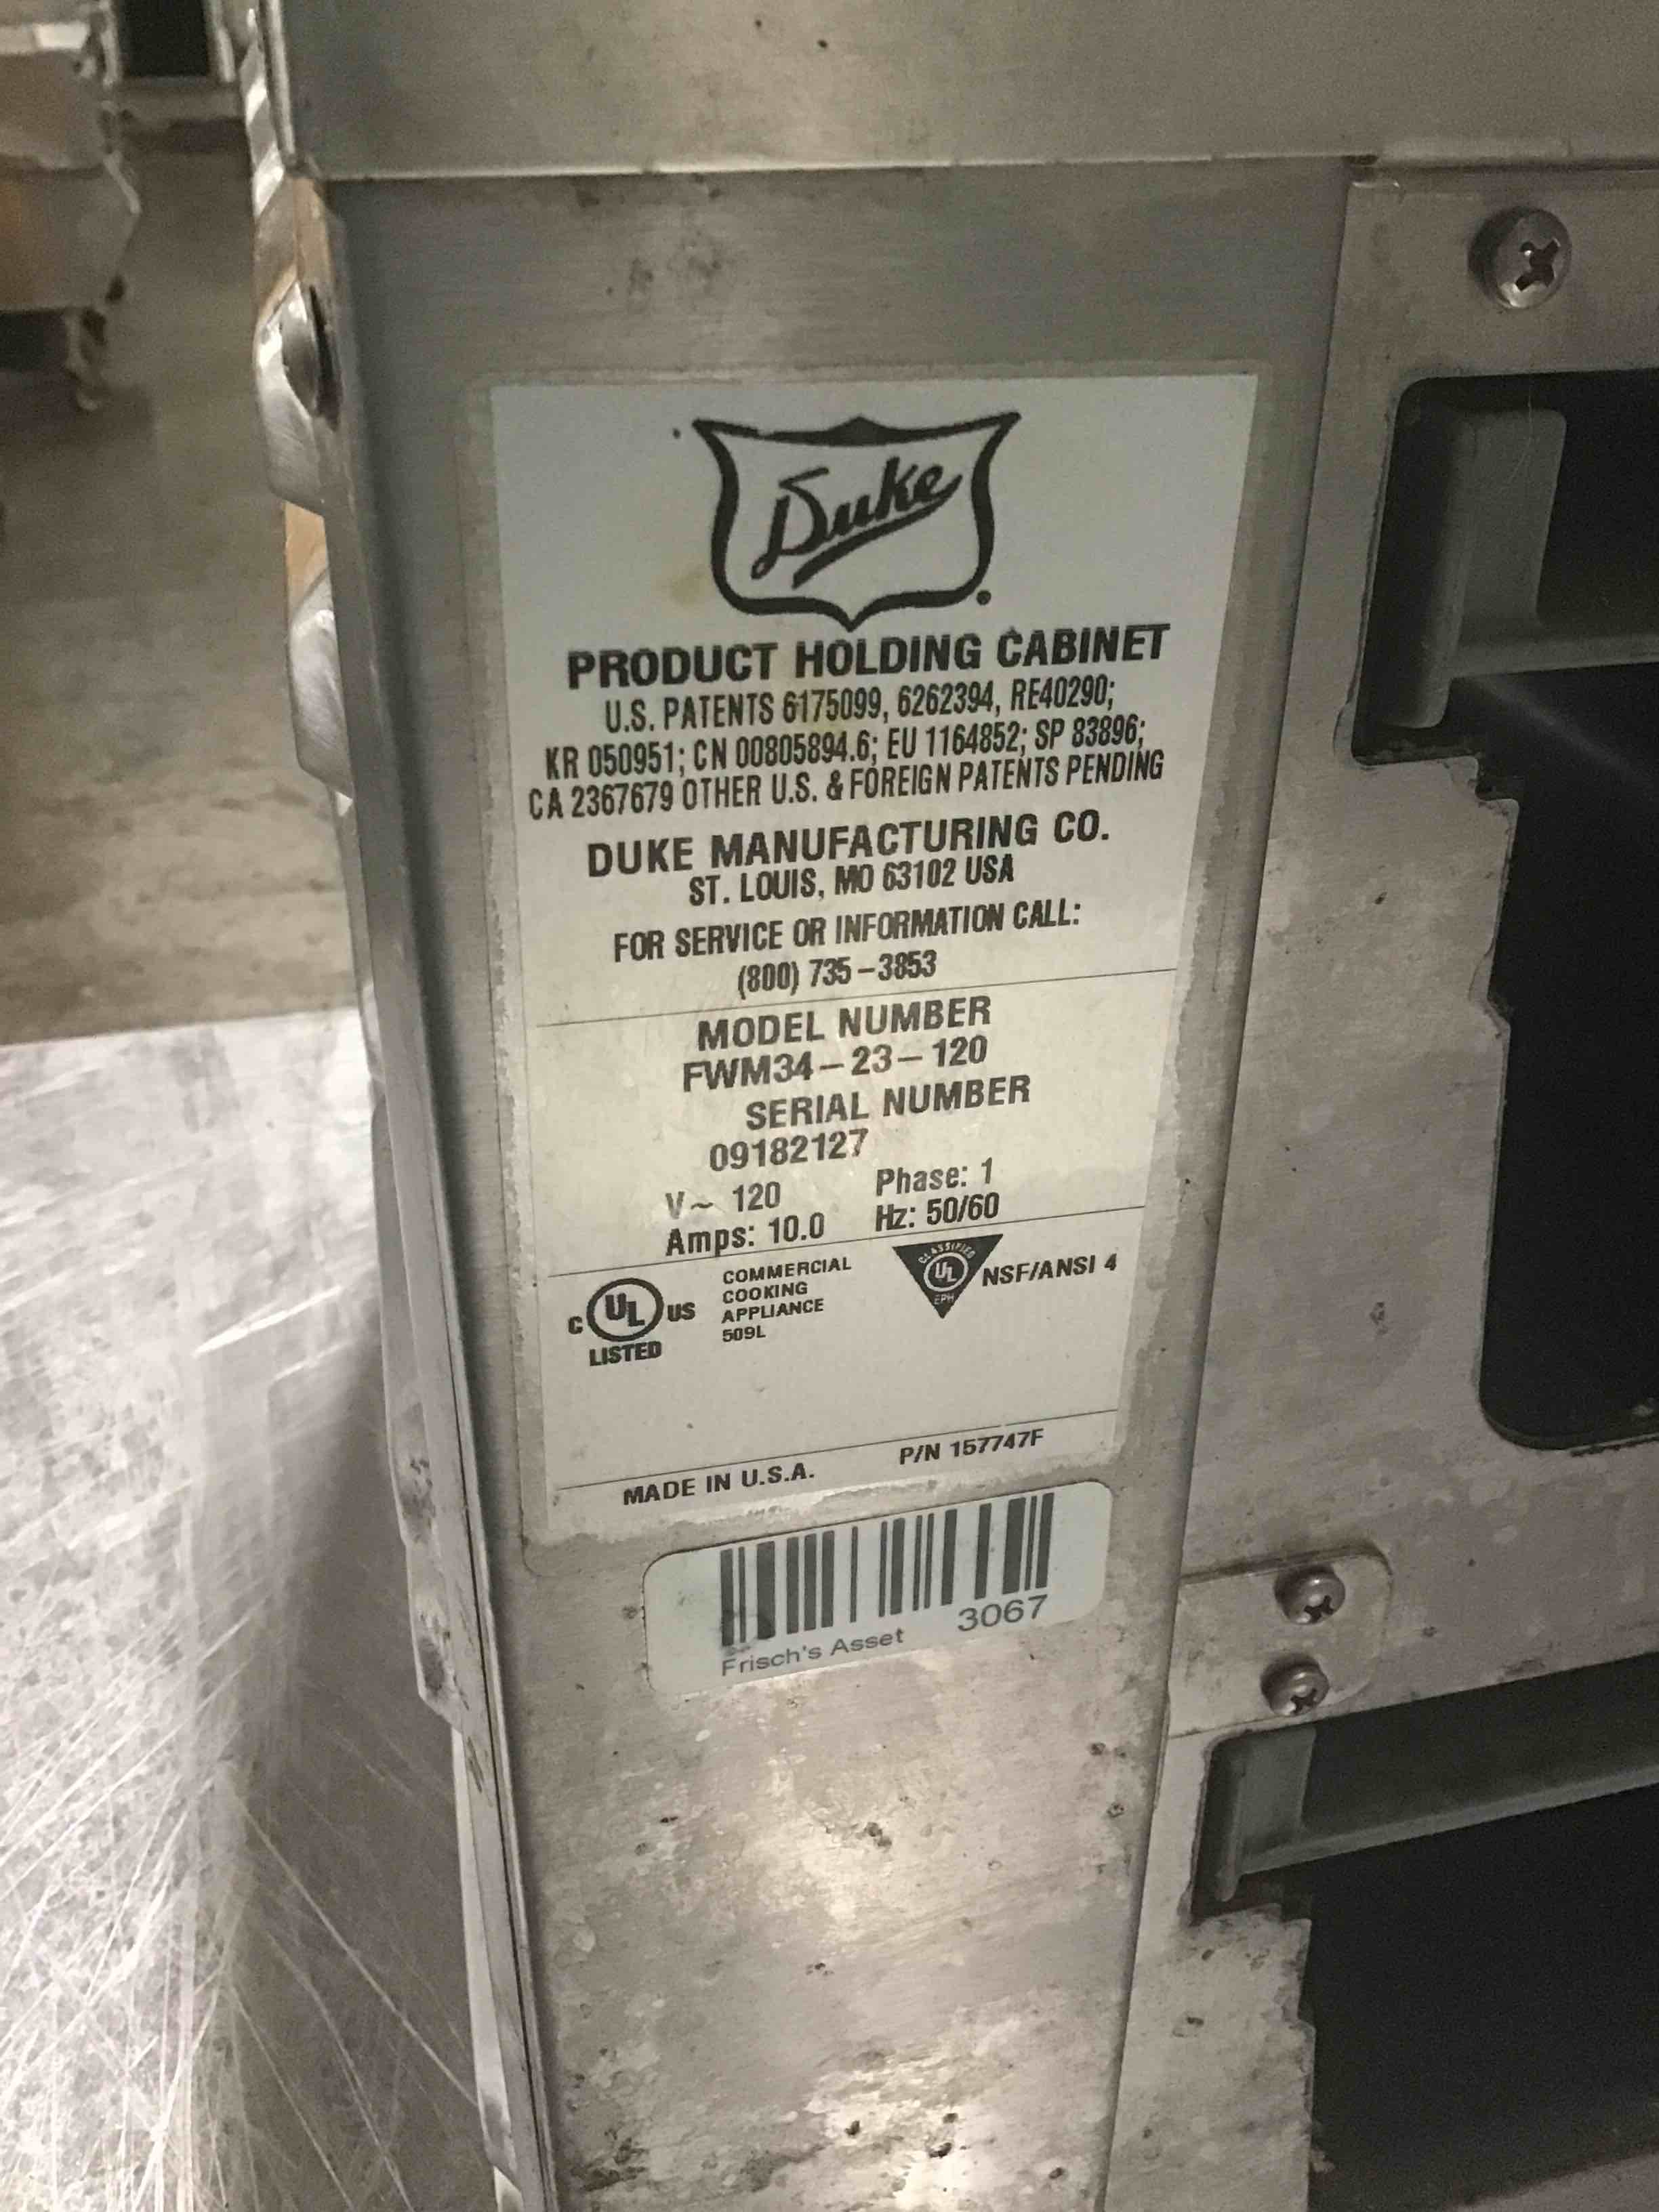 Duke
PRODUCT HOLDING CABINET
U.S. PATENTS 6175099, 6262394, RE40290;
KR 050951; CN 00805894.6; EU 1164852; SP 83896;
CA 2367679 OTHER U.S. & FOREIGN PATENTS PENDING
DUKE MANUFACTURING CO.
ST. LOUIS, MO 63102 USA
FOR SERVICE OR INFORMATION CALL:
(800) 735-3853
MODEL NUMBER
FWM34-23-120
SERIAL NUMBER
09182127
V~ 120 Phase: 1
Amps: 10.0 Hz: 50/60
C UL US LISTED
COMMERCIAL
COOKING
APPLIANCE
509L
CLASSIFIED
UL
EPH
NSF/ANSI 4
MADE IN U.S.A. P/N 157747F
Frisch's Asset 3067